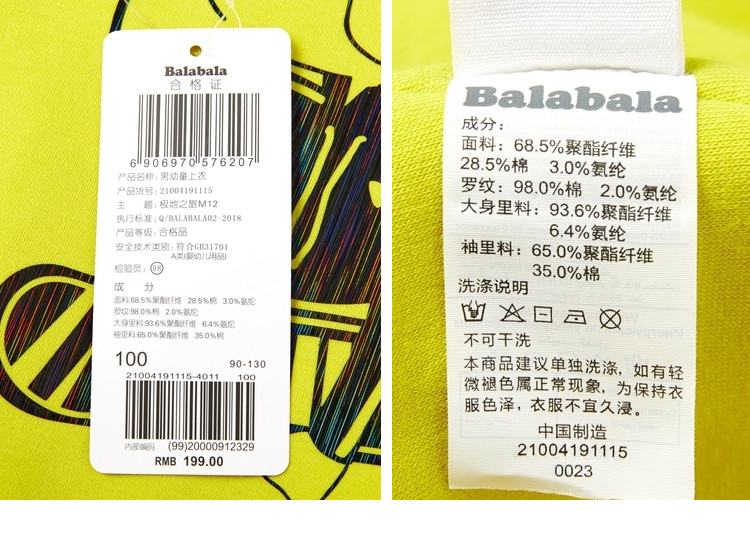 Balabala
合格证
6 906970 576207
产品名称: 男幼童上衣
产品货号: 21004191115
主 题: 极地之旅M12
执行标准: Q/BALABALA02-2018
产品等级: 合格品
安全技术类别: 符合GB31701
A类(婴幼儿用品)
检验员: 08
成 分
面料:68.5%聚酯纤维 28.5%棉 3.0%氨纶
罗纹:98.0%棉 2.0%氨纶
大身里料:93.6%聚酯纤维 6.4%氨纶
袖里料:65.0%聚酯纤维 35.0%棉
100 90-130
21004191115-4011 100
内部编码 (99)20000912329
RMB 199.00
Balabala
成分:
面料: 68.5%聚酯纤维
28.5%棉 3.0%氨纶
罗纹: 98.0%棉 2.0%氨纶
大身里料: 93.6%聚酯纤维
6.4%氨纶
袖里料: 65.0%聚酯纤维
35.0%棉
洗涤说明
不可干洗
本商品建议单独洗涤，如有轻
微褪色属正常现象，为保持衣
服色泽，衣服不宜久浸。
中国制造
21004191115
0023